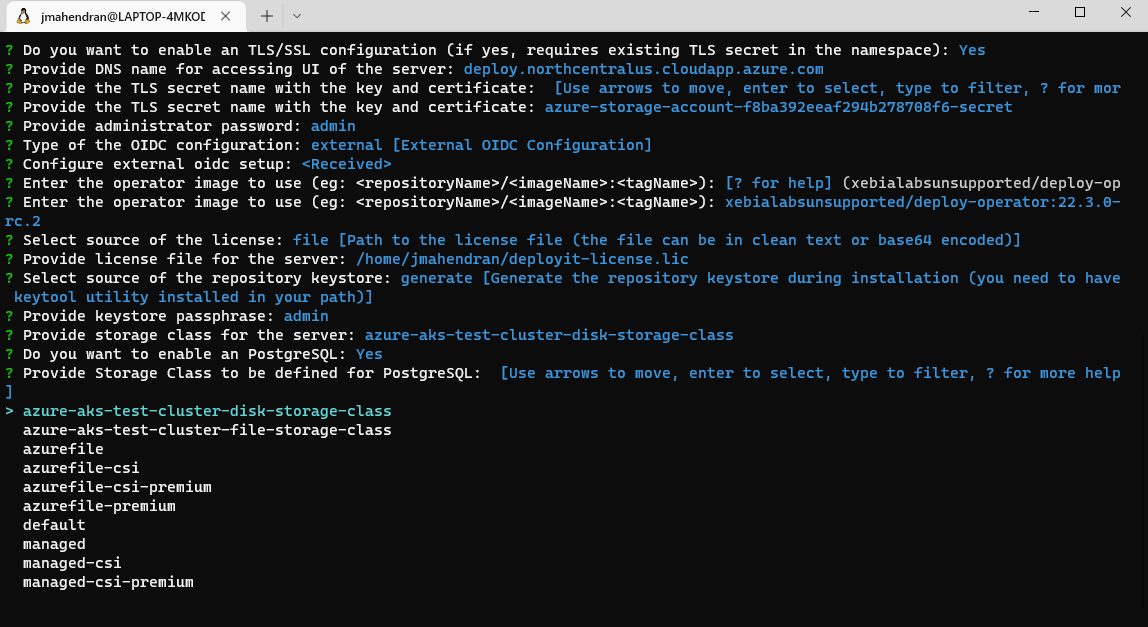 jmahendran@LAPTOP-4MKOD
? Do you want to enable an TLS/SSL configuration (if yes, requires existing TLS secret in the namespace): Yes
? Provide DNS name for accessing UI of the server: deploy.northcentralus.cloudapp.azure.com
? Provide the TLS secret name with the key and certificate:  [Use arrows to move, enter to select, type to filter, ? for mor
? Provide the TLS secret name with the key and certificate: azure-storage-account-f8ba392eeaf294b278708f6-secret
? Provide administrator password: admin
? Type of the OIDC configuration: external [External OIDC Configuration]
? Configure external oidc setup: <Received>
? Enter the operator image to use (eg: <repositoryName>/<imageName>:<tagName>): [? for help] (xebialabsunsupported/deploy-op
? Enter the operator image to use (eg: <repositoryName>/<imageName>:<tagName>): xebialabsunsupported/deploy-operator:22.3.0-
rc.2
? Select source of the license: file [Path to the license file (the file can be in clean text or base64 encoded)]
? Provide license file for the server: /home/jmahendran/deployit-license.lic
? Select source of the repository keystore: generate [Generate the repository keystore during installation (you need to have
 keytool utility installed in your path)]
? Provide keystore passphrase: admin
? Provide storage class for the server: azure-aks-test-cluster-disk-storage-class
? Do you want to enable an PostgreSQL: Yes
? Provide Storage Class to be defined for PostgreSQL:  [Use arrows to move, enter to select, type to filter, ? for more help
]
> azure-aks-test-cluster-disk-storage-class
  azure-aks-test-cluster-file-storage-class
  azurefile
  azurefile-csi
  azurefile-csi-premium
  azurefile-premium
  default
  managed
  managed-csi
  managed-csi-premium